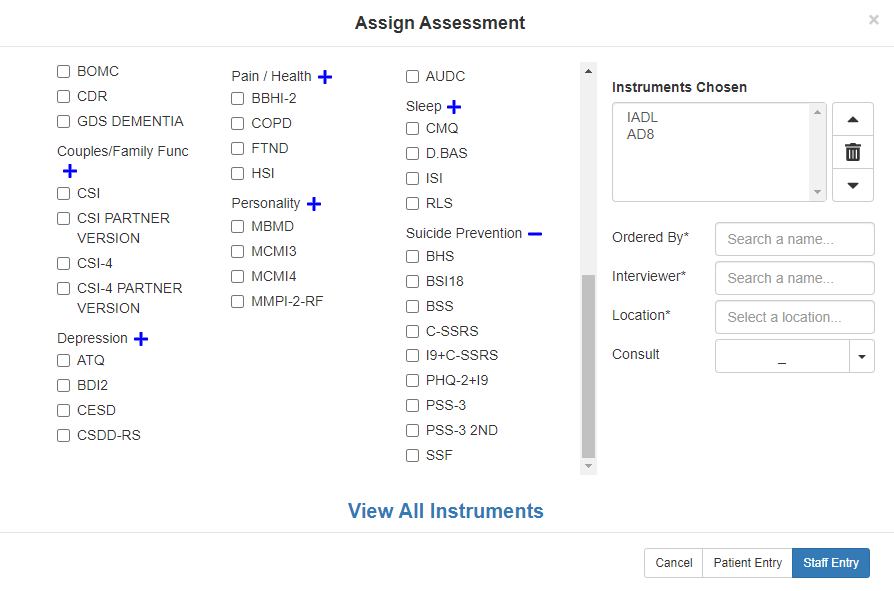 Assign Assessment
×
BOMC
CDR
GDS DEMENTIA
Couples/Family Func
CSI
CSI PARTNER
VERSION
CSI-4
CSI-4 PARTNER
VERSION
Depression
ATQ
BDI2
CESD
CSDD-RS
Pain / Health
BBHI-2
COPD
FTND
HSI
Personality
MBMD
MCMI3
MCMI4
MMPI-2-RF
AUDC
Sleep
CMQ
D.BAS
ISI
RLS
Suicide Prevention
BHS
BSI18
BSS
C-SSRS
I9+C-SSRS
PHQ-2+I9
PSS-3
PSS-3 2ND
SSF
Instruments Chosen
IADL
AD8
Ordered By* Search a name...
Interviewer* Search a name...
Location* Select a location...
Consult _
View All Instruments
Cancel Patient Entry Staff Entry